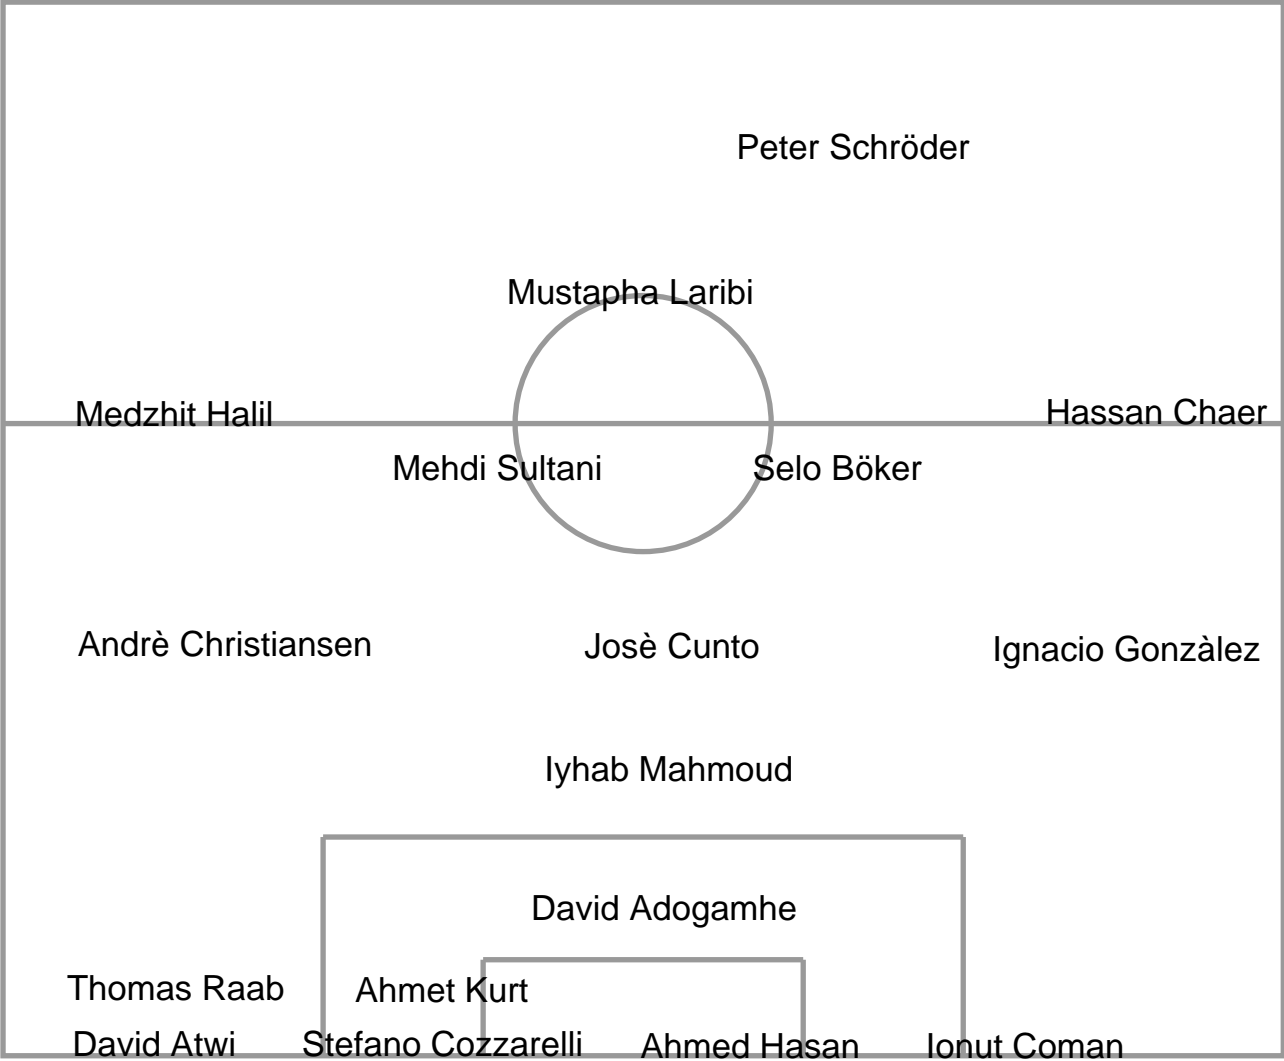 Peter Schröder
Mustapha Laribi
Medzhit Halil
Hassan Chaer
Mehdi Sultani
Selo Böker
Andrè Christiansen
Josè Cunto
Ignacio Gonzàlez
Iyhab Mahmoud
David Adogamhe
Thomas Raab
Ahmet Kurt
David Atwi
Stefano Cozzarelli
Ahmed Hasan
Ionut Coman